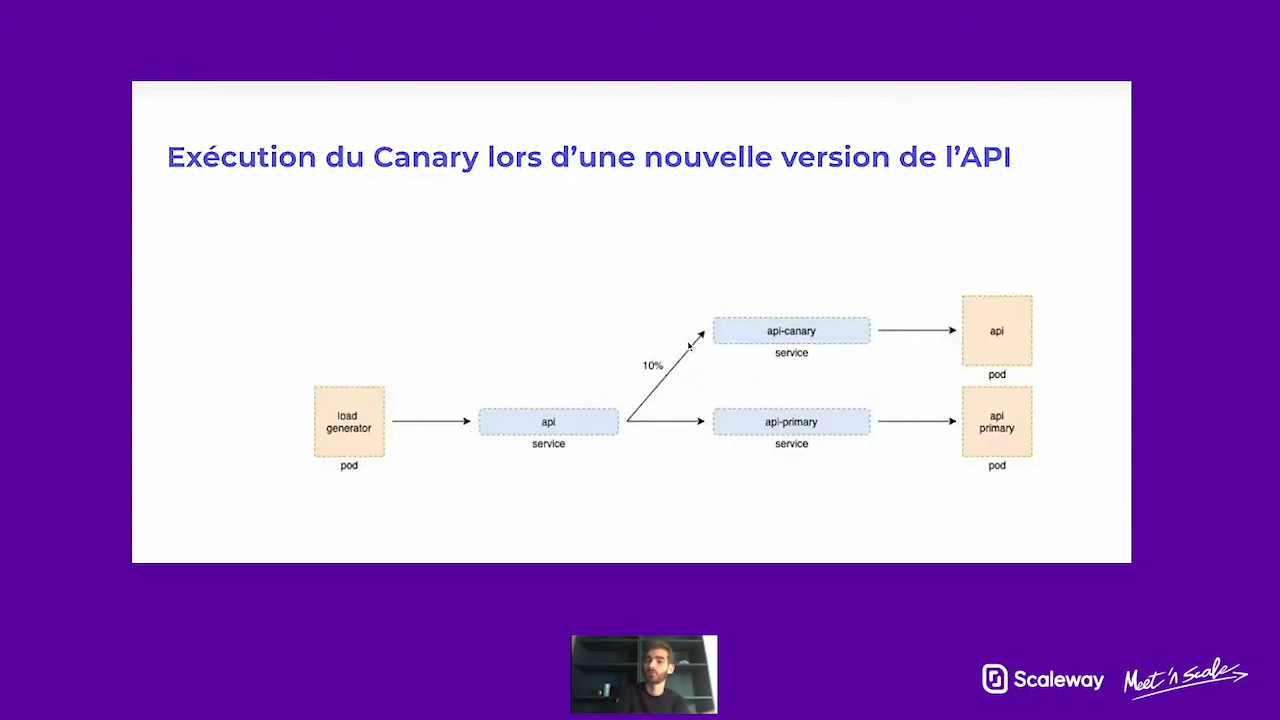 Exécution du Canary lors d’une nouvelle version de l’API
10%
api-canary
service
api
pod
load
generator
pod
api
service
api-primary
service
api
primary
pod
Scaleway
Meet 'n Scale